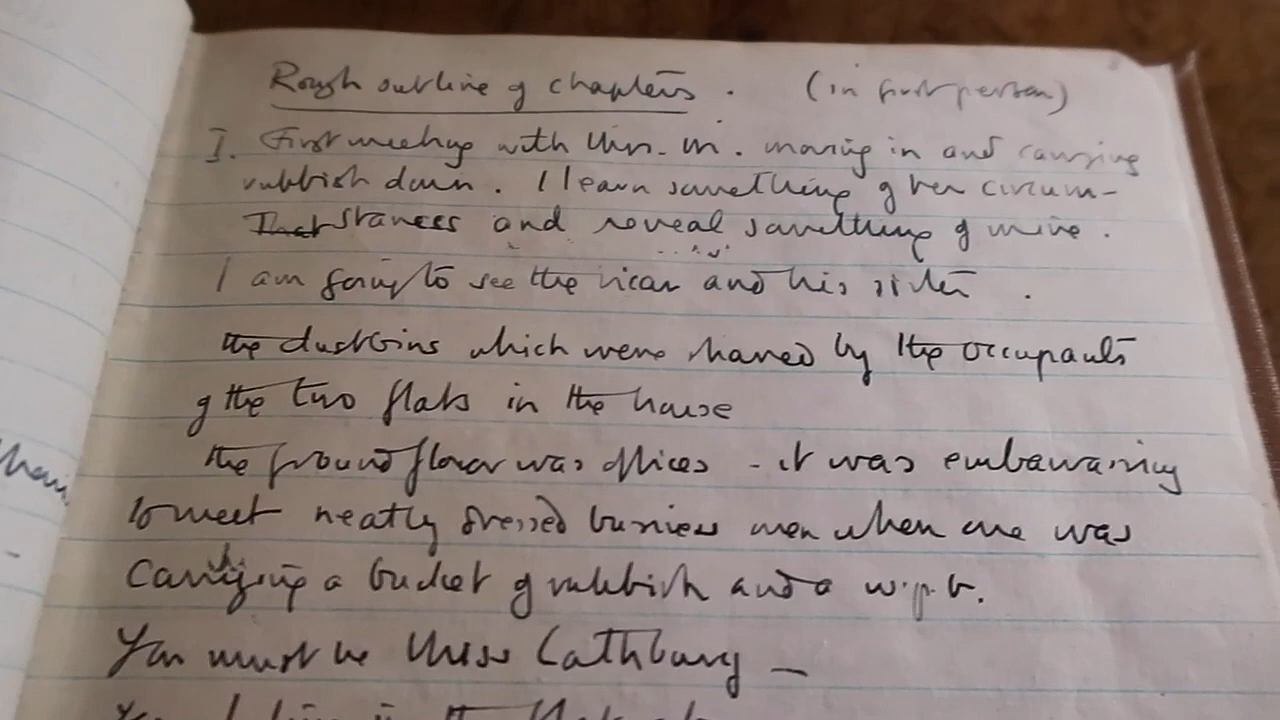 Rough outline of chapters. (in first person)
I. First meeting with Mrs. N. moving in and carrying
rubbish down. I learn something of her circum-
That stances and reveal something of mine.
I am going to see the vicar and his sister.
the dustbins which were shared by the occupants
of the two flats in the house
the ground floor was offices - it was embarrassing
to meet neatly dressed business men when one was
carrying a bucket of rubbish and a w.p.b.
You must be Miss Lathbury —